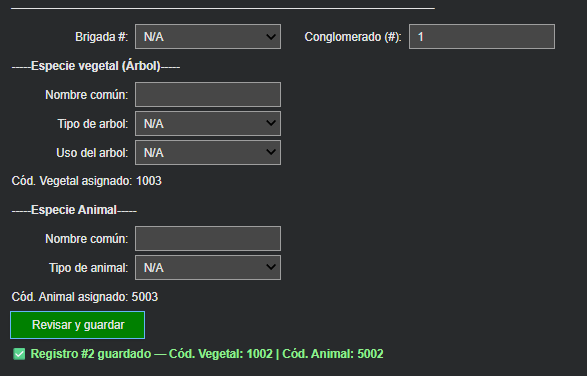 Brigada #: N/A Conglomerado (#): 1
-----Especie vegetal (Árbol)-----
Nombre común:
Tipo de arbol: N/A
Uso del arbol: N/A
Cód. Vegetal asignado: 1003
-----Especie Animal-----
Nombre común:
Tipo de animal: N/A
Cód. Animal asignado: 5003
Revisar y guardar
✅ Registro #2 guardado — Cód. Vegetal: 1002 | Cód. Animal: 5002